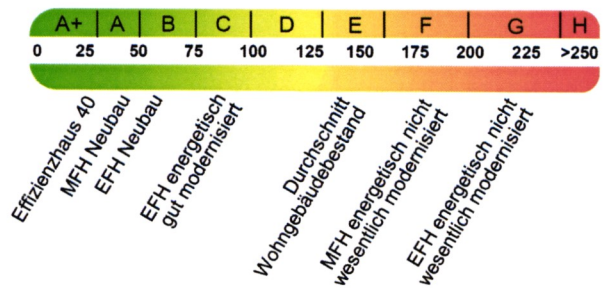 A+ A B C D E F G H
0 25 50 75 100 125 150 175 200 225 >250
Effizienzhaus 40
MFH Neubau
EFH Neubau
EFH energetisch
gut modernisiert
Durchschnitt
Wohngebäudebestand
MFH energetisch nicht
wesentlich modernisiert
EFH energetisch nicht
wesentlich modernisiert